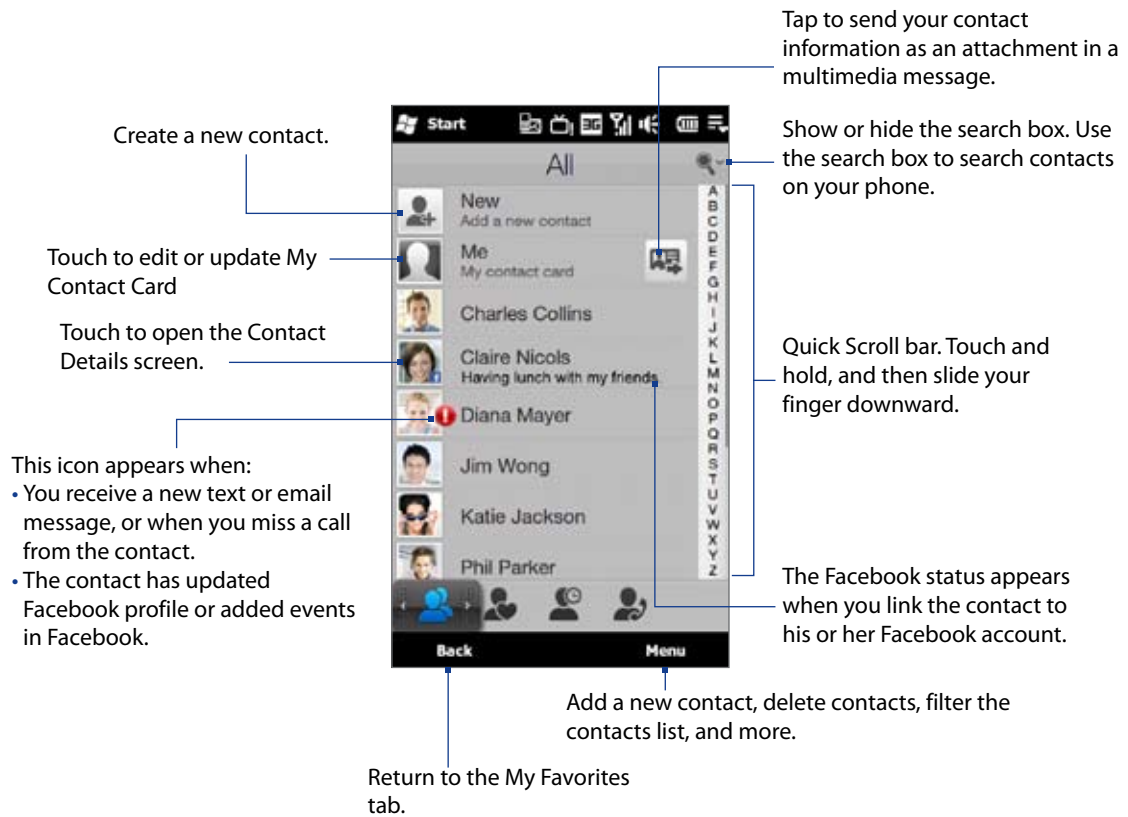 Tap to send your contact
information as an attachment in a
multimedia message.
Create a new contact.
Show or hide the search box. Use
the search box to search contacts
on your phone.
Touch to edit or update My
Contact Card
Touch to open the Contact
Details screen.
Quick Scroll bar. Touch and
hold, and then slide your
finger downward.
This icon appears when:
• You receive a new text or email
message, or when you miss a call
from the contact.
• The contact has updated
Facebook profile or added events
in Facebook.
The Facebook status appears
when you link the contact to
his or her Facebook account.
Add a new contact, delete contacts, filter the
contacts list, and more.
Return to the My Favorites
tab.
Start
3G
All
New
Add a new contact
Me
My contact card
Charles Collins
Claire Nicols
Having lunch with my friends
Diana Mayer
Jim Wong
Katie Jackson
Phil Parker
A
B
C
D
E
F
G
H
I
J
K
L
M
N
O
P
Q
R
S
T
U
V
W
X
Y
Z
Back
Menu